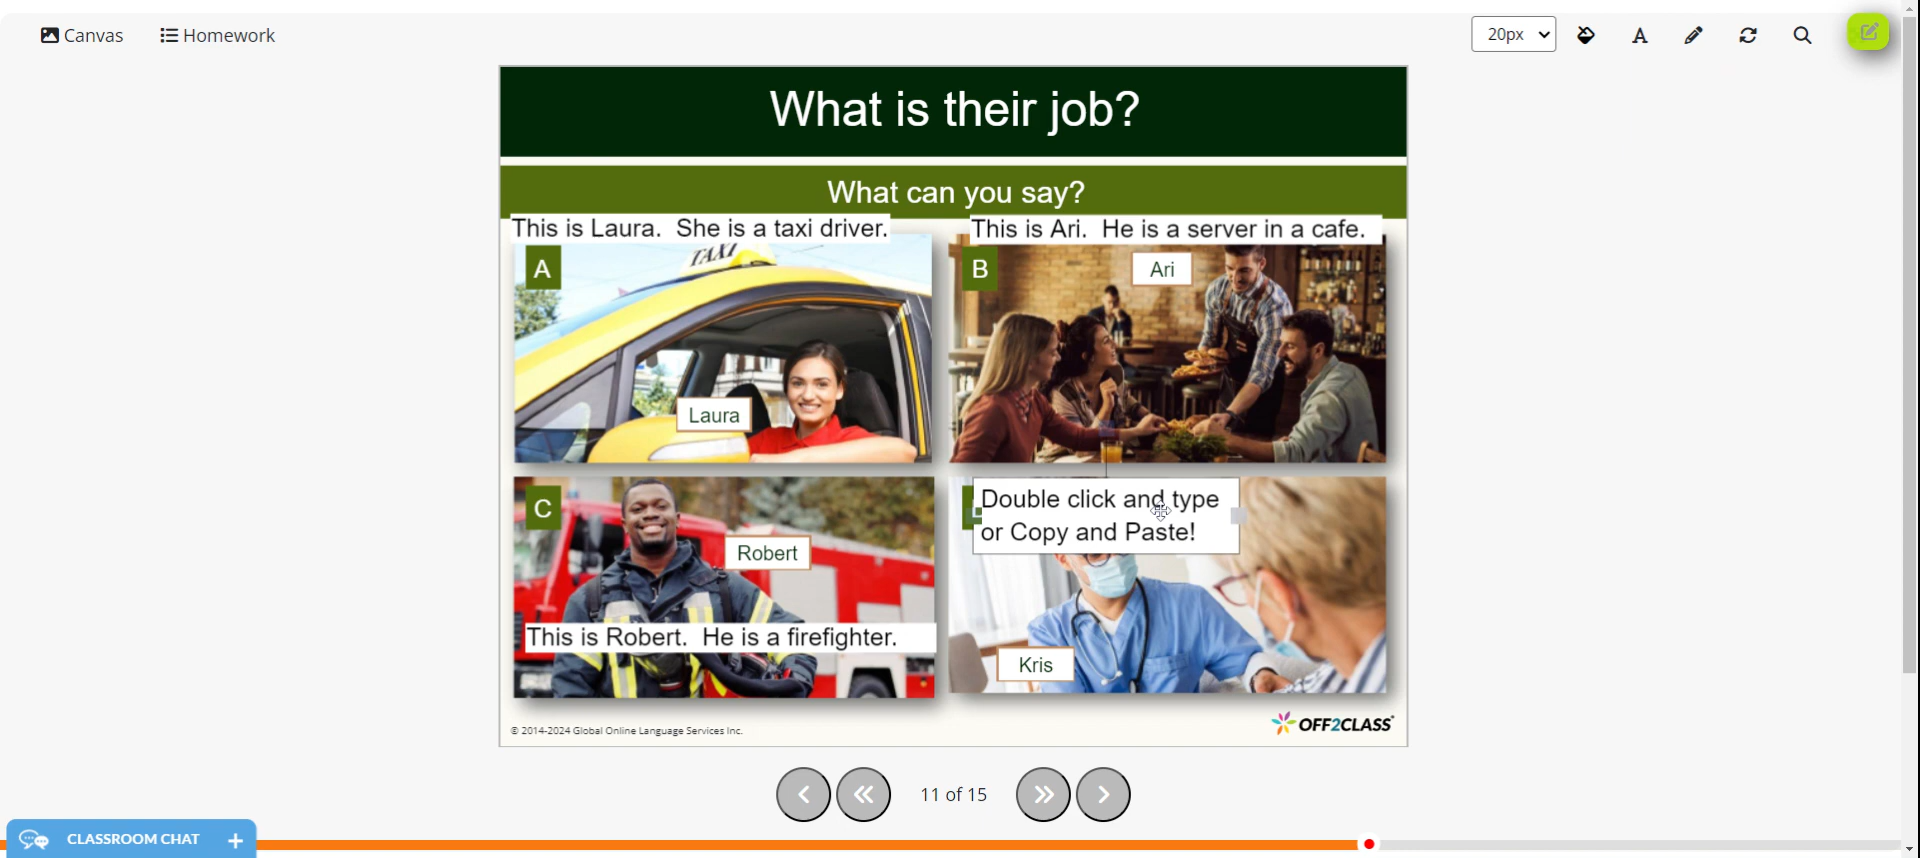 Canvas
Homework
20px
What is their job?
What can you say?
This is Laura.  She is a taxi driver.
This is Ari.  He is a server in a cafe.
A
TAXI
B
Ari
Laura
C
Double click and type
or Copy and Paste!
Robert
This is Robert.  He is a firefighter.
Kris
© 2014-2024 Global Online Language Services Inc.
OFF2CLASS
11 of 15
CLASSROOM CHAT